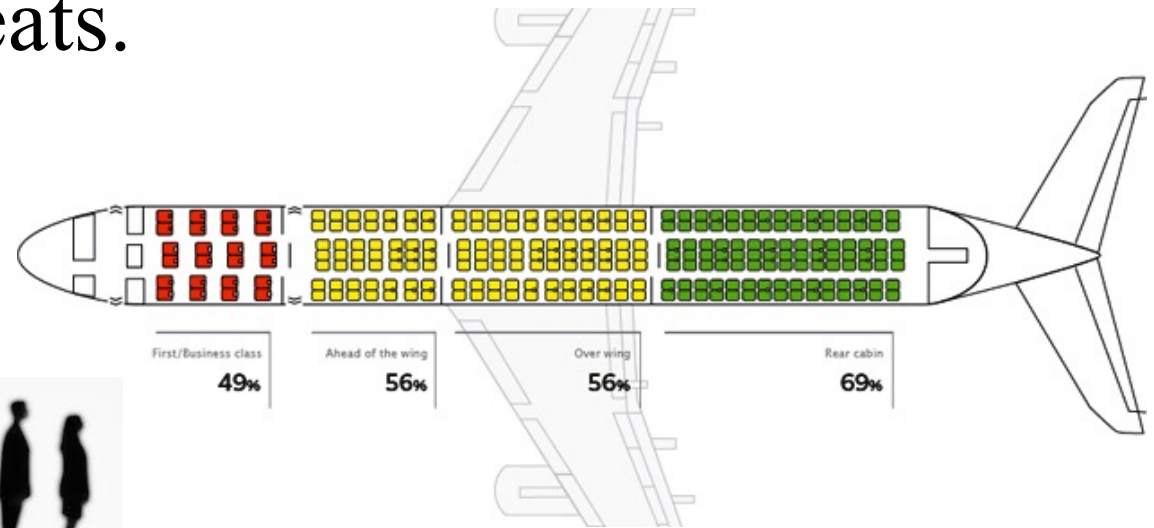 eats.
First/Business class
49%
Ahead of the wing
56%
Over wing
56%
Rear cabin
69%